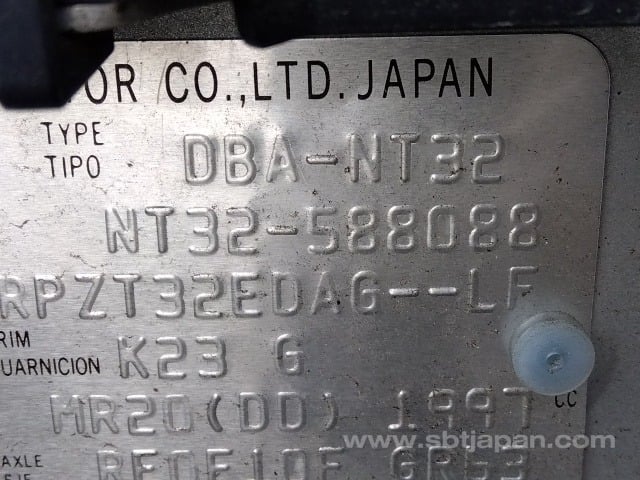 OR CO.,LTD.JAPAN
TYPE
TIPO DBA-NT32
NT32-588088
RPZT32EDAG--LF
RIM
UARNICION K23 G
MR20(DD) 1997 CC
www.sbtjapan.com
AXLE